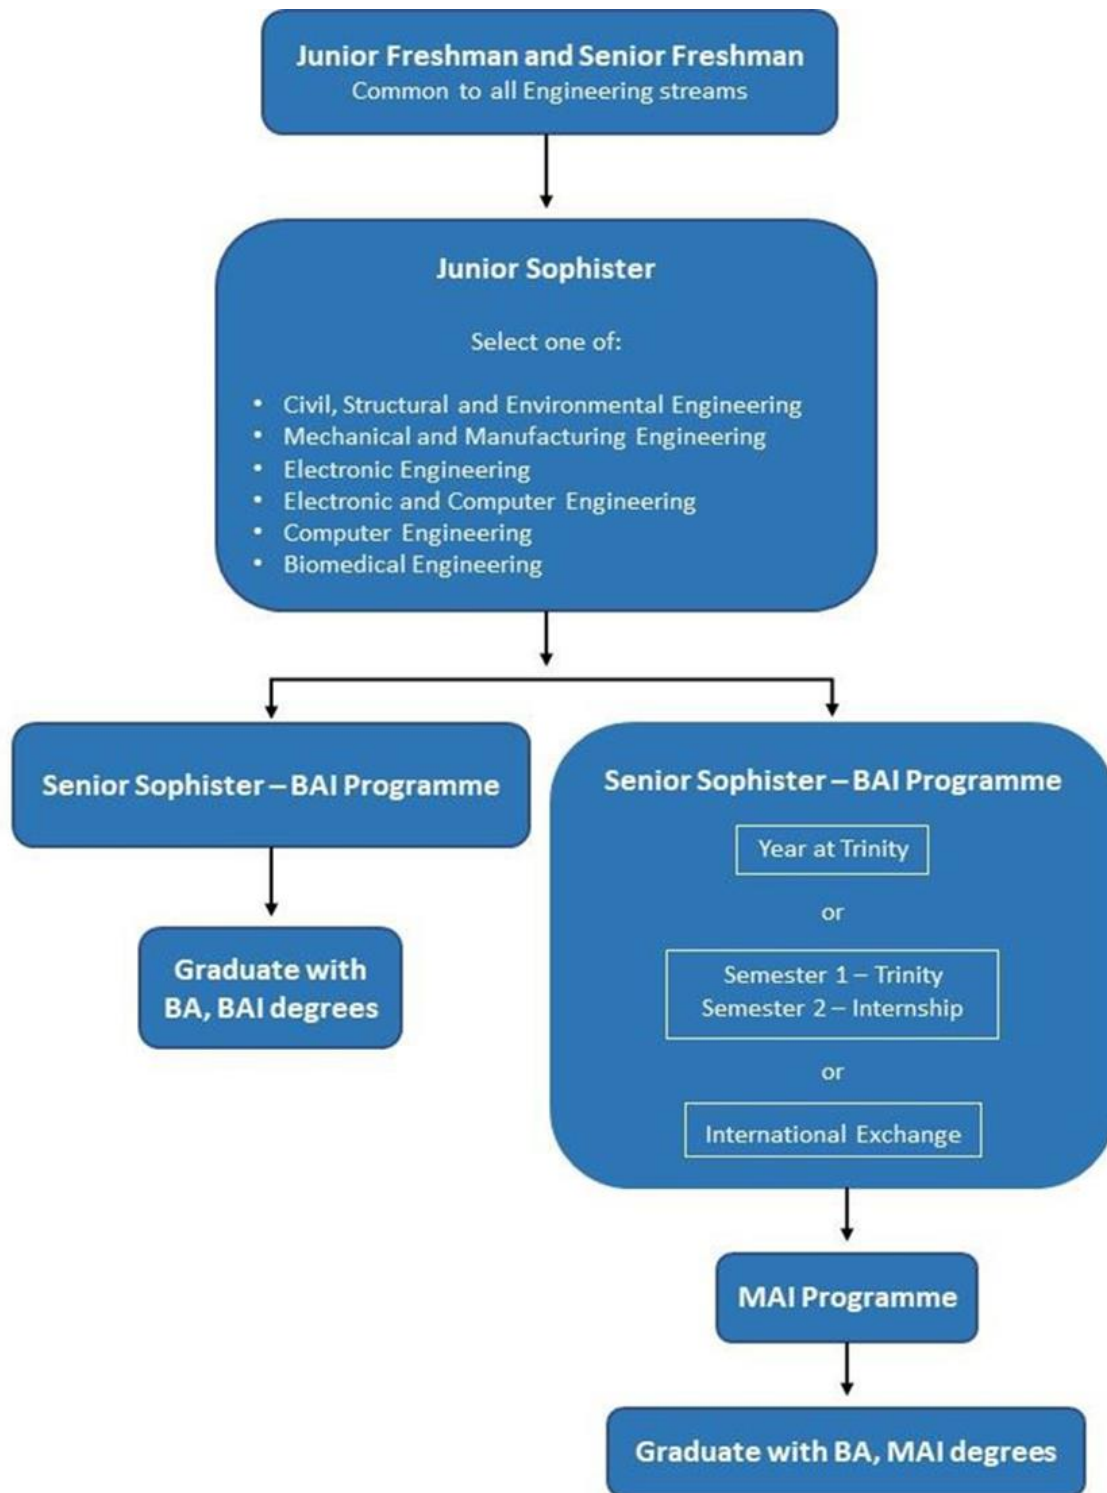 Junior Freshman and Senior Freshman
Common to all Engineering streams
Junior Sophister
Select one of:
• Civil, Structural and Environmental Engineering
• Mechanical and Manufacturing Engineering
• Electronic Engineering
• Electronic and Computer Engineering
• Computer Engineering
• Biomedical Engineering
Senior Sophister – BAI Programme
Graduate with
BA, BAI degrees
Senior Sophister – BAI Programme
Year at Trinity
or
Semester 1 – Trinity
Semester 2 – Internship
or
International Exchange
MAI Programme
Graduate with BA, MAI degrees